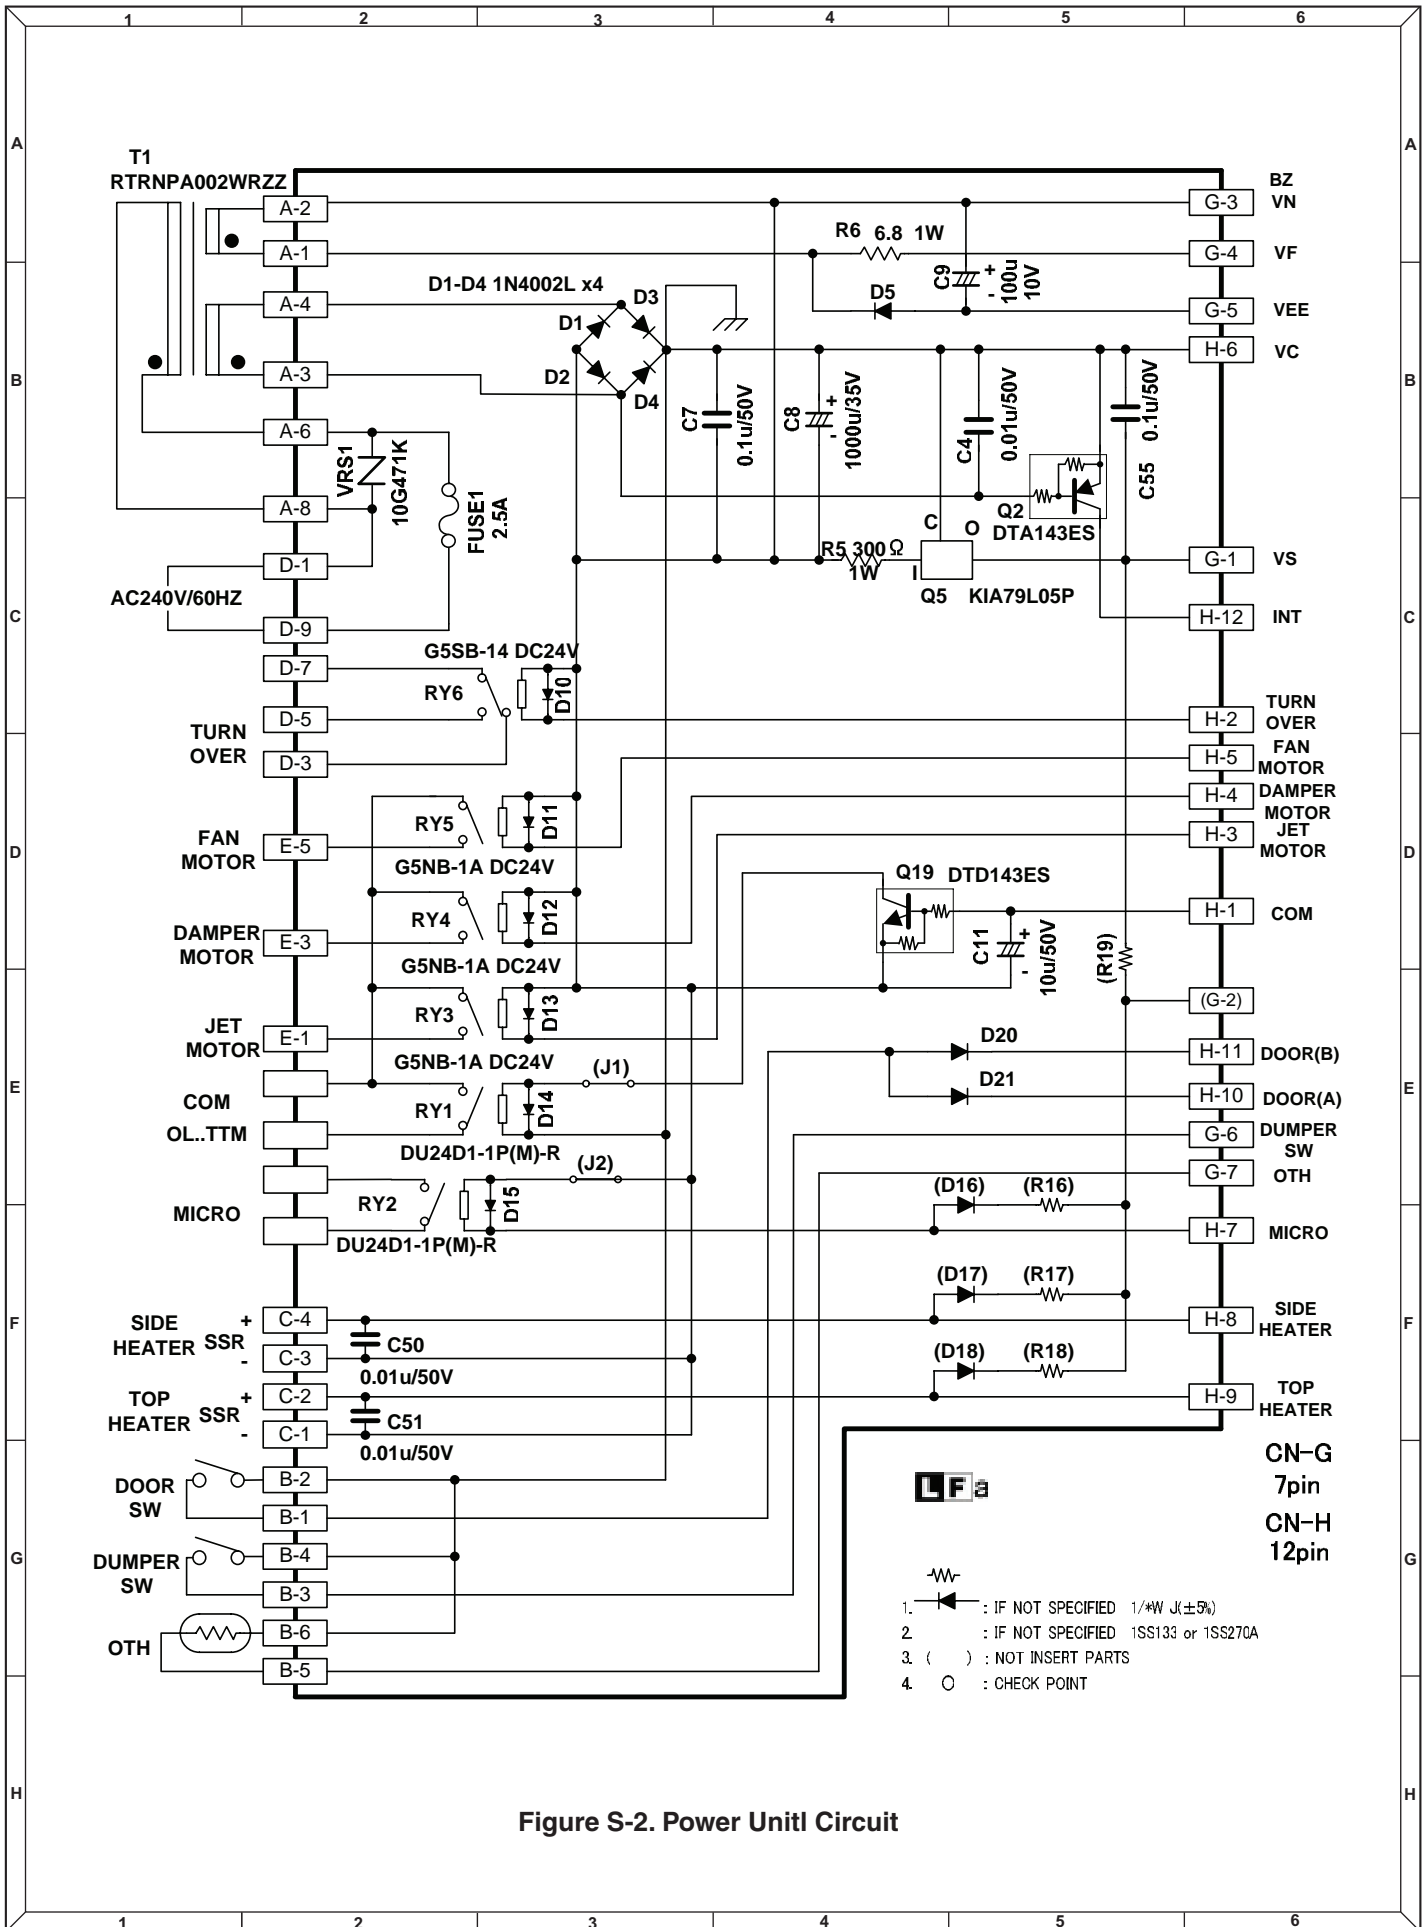 1 2 3 4 5 6
A A
T1
RTRNPA002WRZZ
BZ
A-2 G-3 VN
R6 6.8 1W
A-1 G-4 VF
C9 + 100u 10V -
D1-D4 1N4002L x4
D5
A-4 D3 G-5 VEE
D1
H-6 VC
B B
A-3 D2 D4
C7 0.1u/50V
C8 + 1000u/35V -
C4 0.01u/50V
0.1u/50V C55
A-6
VRS1 10G471K
FUSE1 2.5A
A-8
Q2
DTA143ES
C O
R5 300 Ω
1W I
D-1 G-1 VS
Q5 KIA79L05P
AC240V/60HZ
C C
D-9 H-12 INT
G5SB-14 DC24V
D-7
RY6 D10
TURN
D-5 H-2 OVER
TURN
OVER
D-3
FAN
H-5 MOTOR
H-4 DAMPER
MOTOR
RY5 D11
H-3 JET
MOTOR
FAN
MOTOR
E-5
D D
G5NB-1A DC24V
Q19 DTD143ES
RY4 D12
H-1 COM
DAMPER
MOTOR
E-3
C11 + 10u/50V -
(R19)
G5NB-1A DC24V
(G-2)
RY3 D13
JET
MOTOR
E-1
D20
H-11 DOOR(B)
G5NB-1A DC24V
(J1)
D21
E E
COM
RY1 D14
H-10 DOOR(A)
OL..TTM
G-6 DUMPER
SW
DU24D1-1P(M)-R
(J2)
G-7 OTH
(D16) (R16)
MICRO
RY2 D15
H-7 MICRO
DU24D1-1P(M)-R
(D17) (R17)
SIDE
HEATER SSR + -
C-4
H-8 SIDE
HEATER
F F
C50
C-3
0.01u/50V
(D18) (R18)
TOP
HEATER SSR + -
C-2
H-9 TOP
HEATER
C51
C-1
0.01u/50V
CN-G
7pin
CN-H
12pin
DOOR
SW
B-2
B-1
DUMPER
SW
B-4
B-3
G G
OTH
B-6
B-5
1. : IF NOT SPECIFIED 1/*W J(±5%)
2. : IF NOT SPECIFIED 1SS133 or 1SS270A
3. ( ) : NOT INSERT PARTS
4. : CHECK POINT
H H
Figure S-2. Power Unitl Circuit
1 2 3 4 5 6